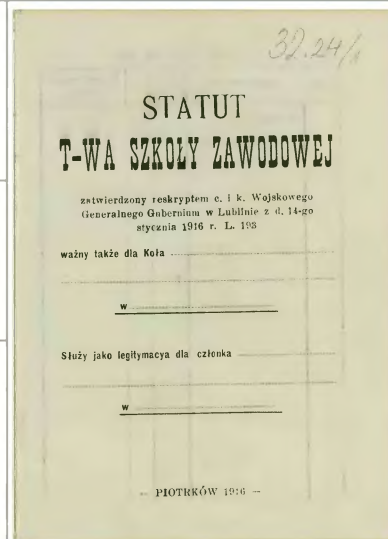 32.24/1
STATUT
T-WA SZKOŁY ZAWODOWEJ
zatwierdzony reskryptem c. i k. Wojskowego
Generalnego Gubernium w Lublinie z d. 14-go
stycznia 1916 r. L. 193
ważny także dla Koła
w
Służy jako legitymacya dla członka
w
— PIOTRKÓW 1916 —